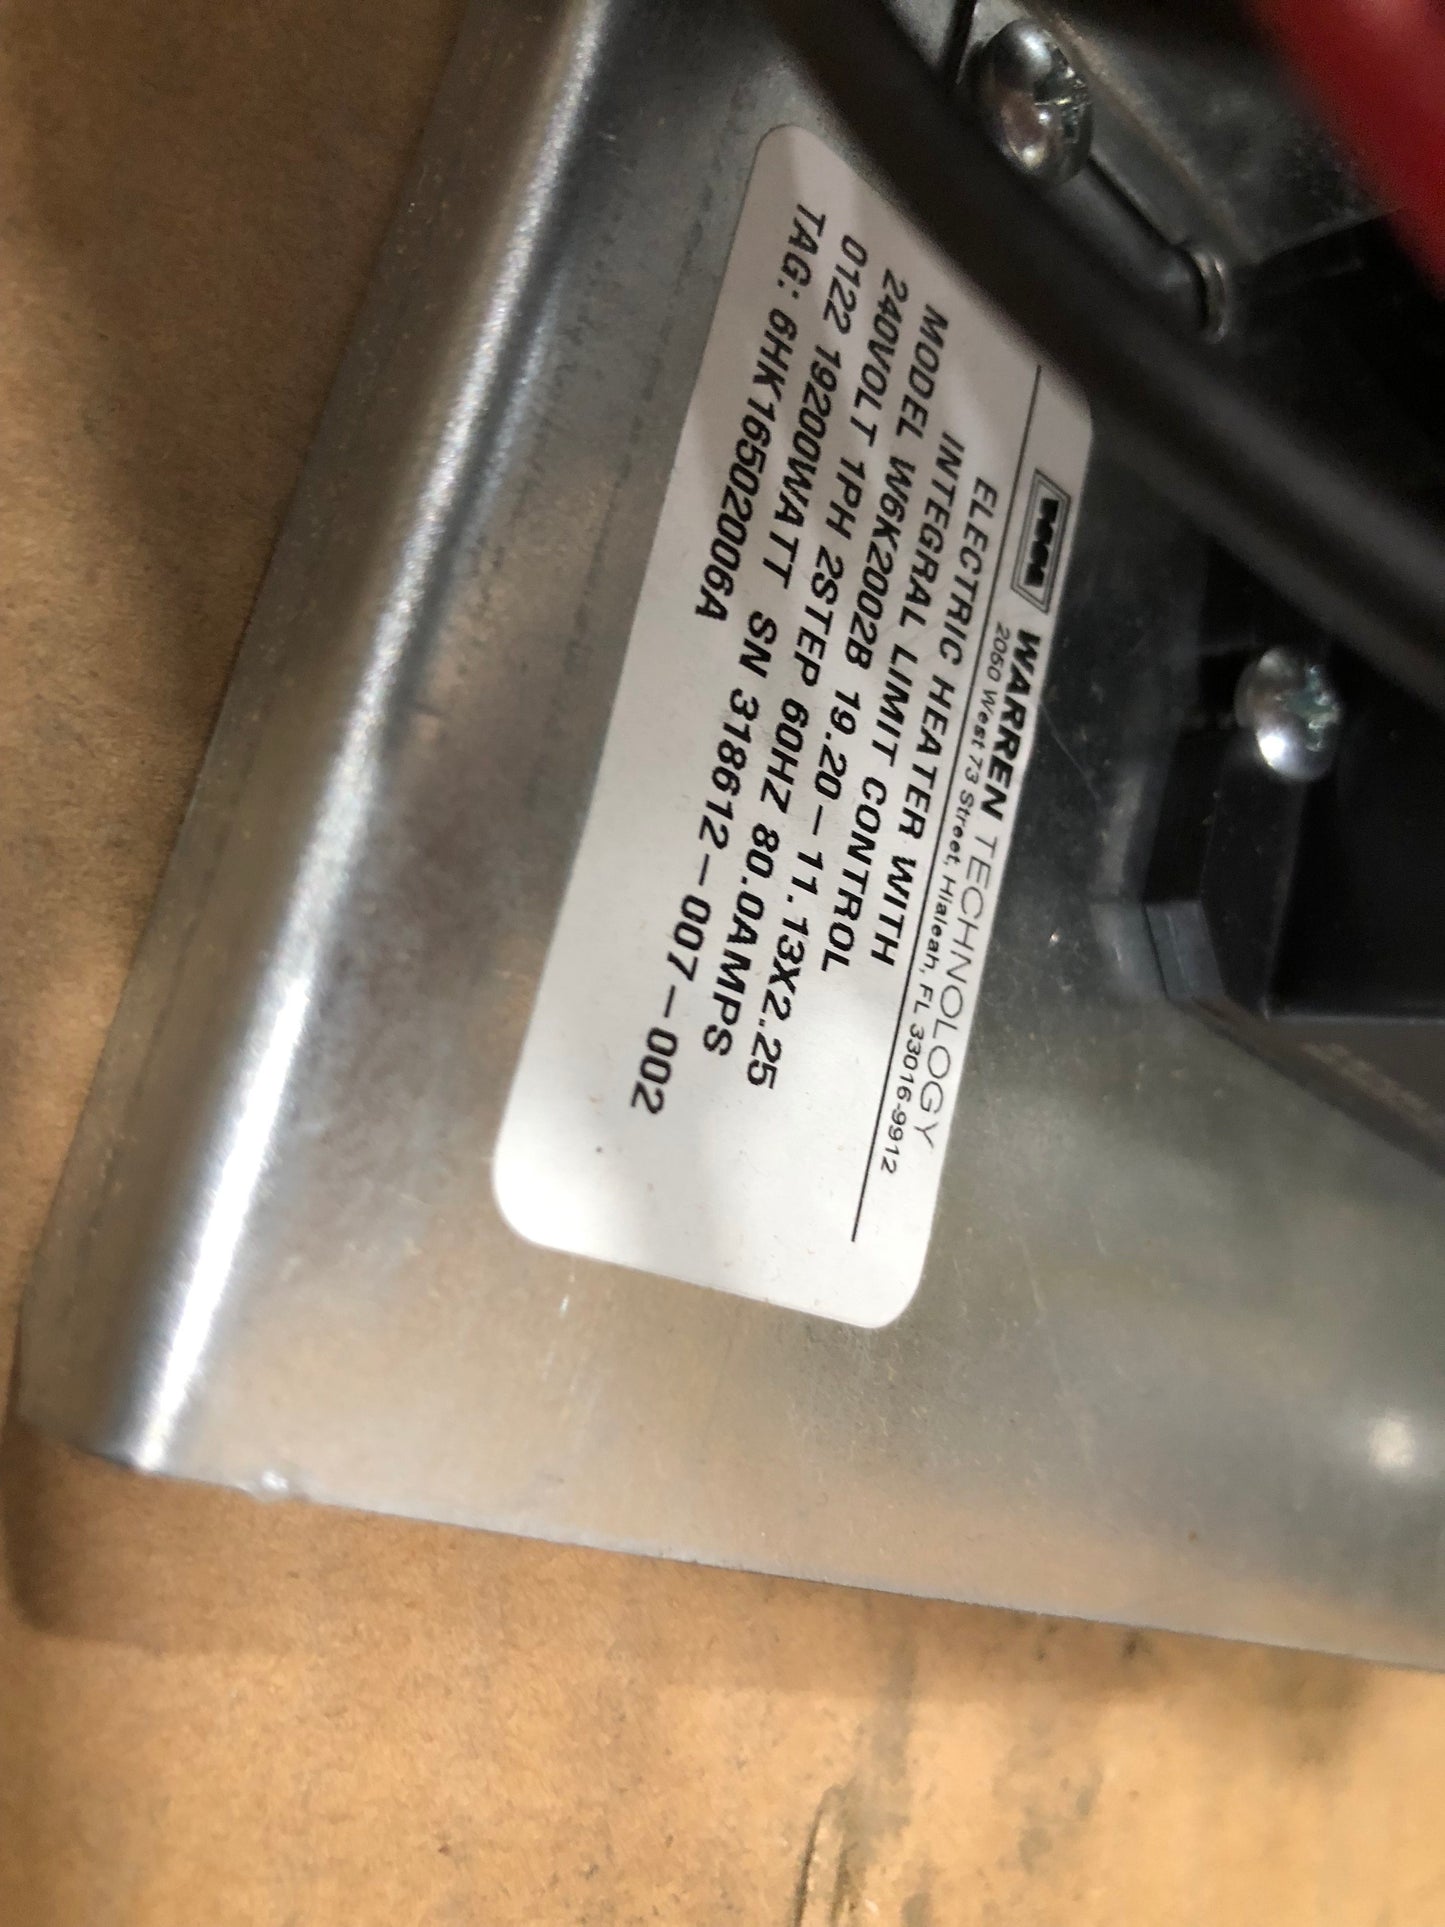 WARREN TECHNOLOGY
2050 West 73 Street, Hialeah, FL 33016-9912
ELECTRIC HEATER WITH
INTEGRAL LIMIT CONTROL
MODEL W6K2002B 19.20-11.13X2.25
240VOLT 1PH 2STEP 60HZ 80.0AMPS
0122 19200WATT SN 318612-007-002
TAG: 6HK16502006A